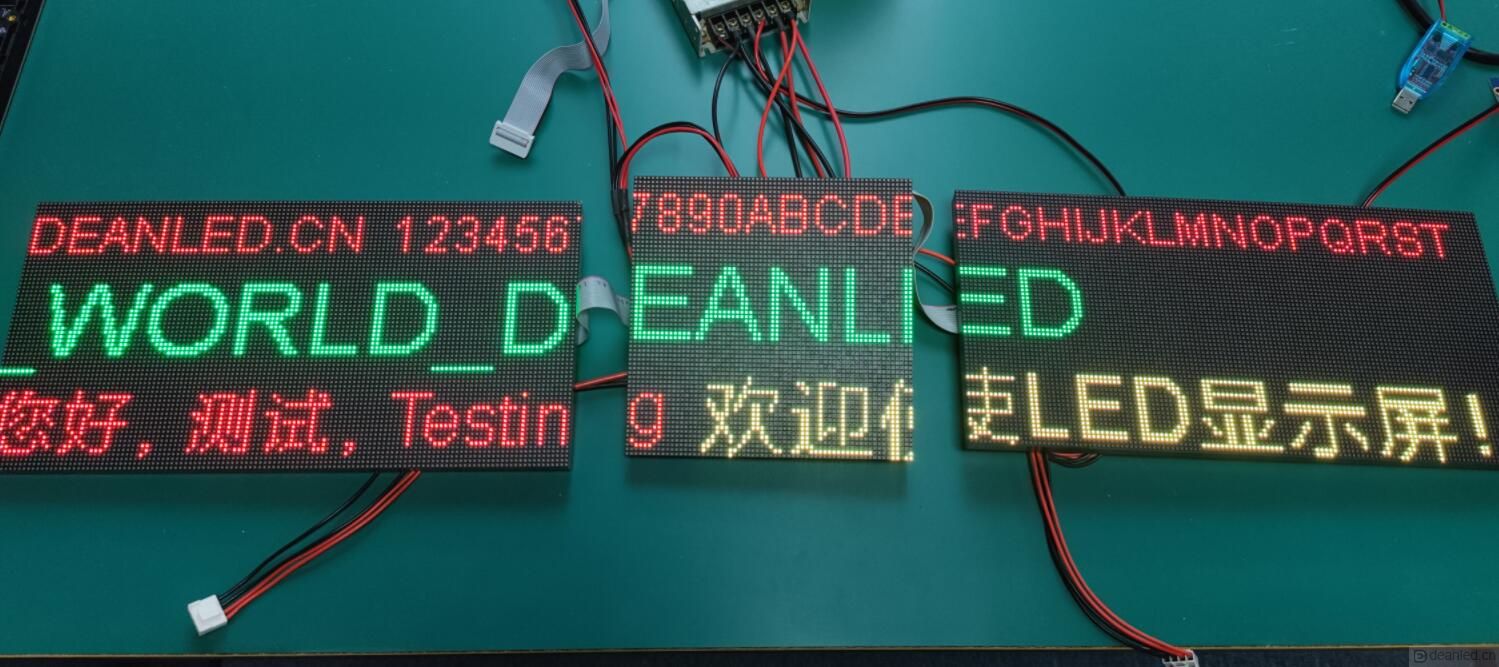 DEANLED.CN 1234567890ABCDEFGHIJKLMNOPQRST
_WORLD_DEANLED
您好，测试，Testing 欢迎使LED显示屏!
deanled.cn